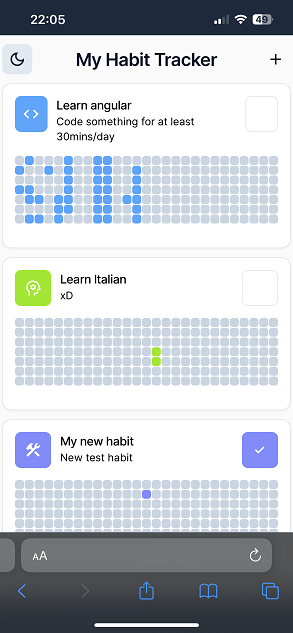 22:05
49
My Habit Tracker
Learn angular
Code something for at least
30mins/day
Learn Italian
xD
My new habit
New test habit
AA